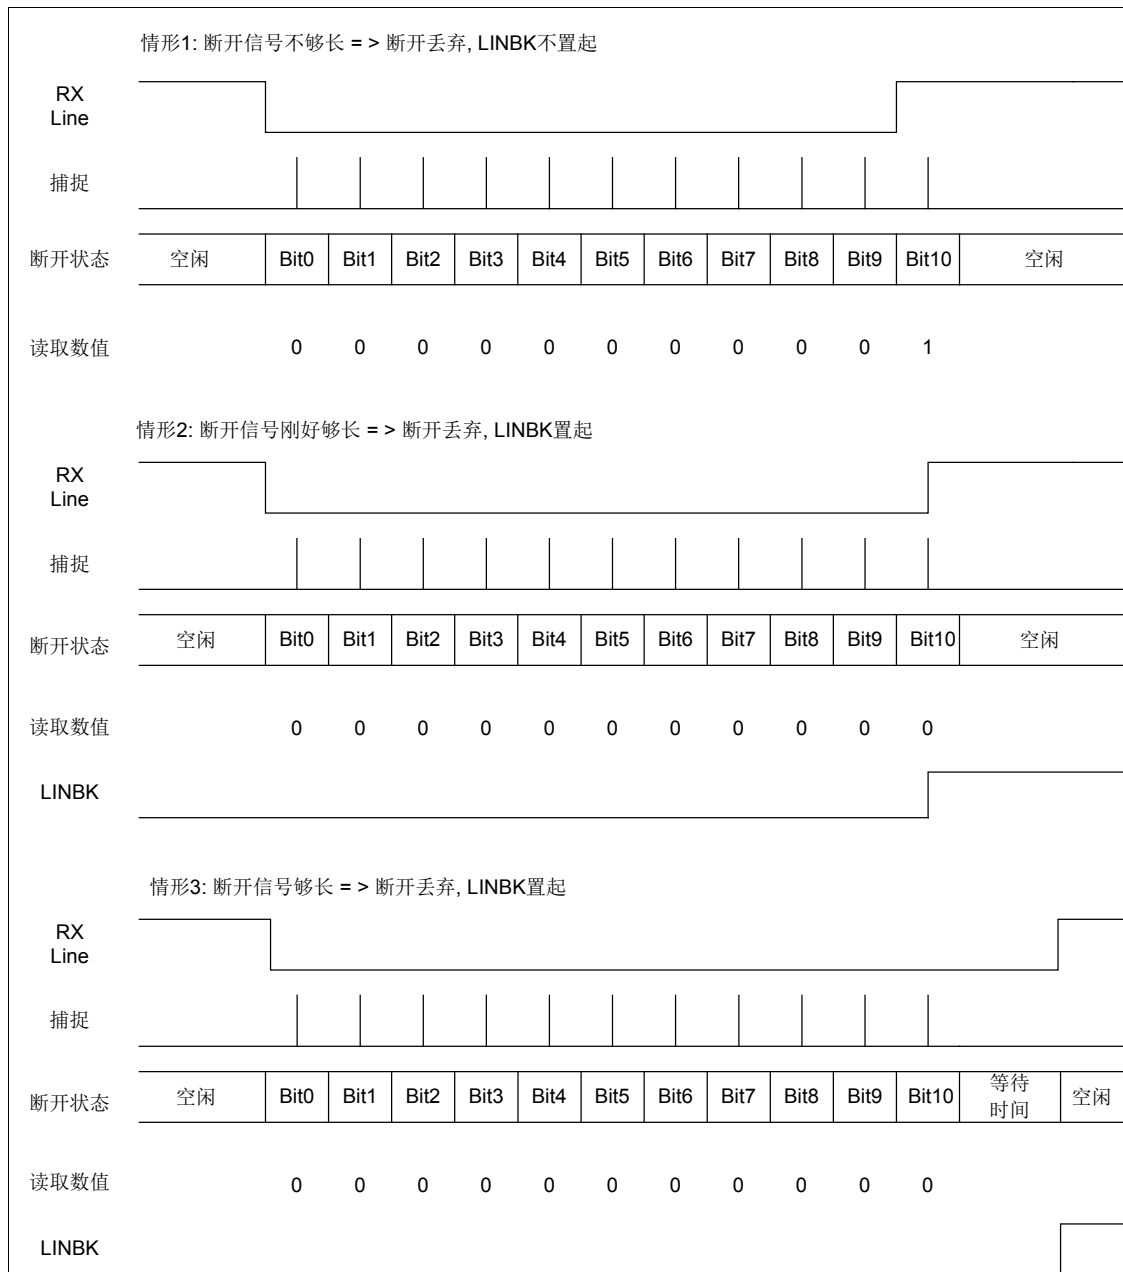 情形1: 断开信号不够长 = > 断开丢弃, LINBK不置起
RX
Line
捕捉
断开状态 空闲 Bit0 Bit1 Bit2 Bit3 Bit4 Bit5 Bit6 Bit7 Bit8 Bit9 Bit10 空闲
读取数值 0 0 0 0 0 0 0 0 0 0 1
情形2: 断开信号刚好够长 = > 断开丢弃, LINBK置起
RX
Line
捕捉
断开状态 空闲 Bit0 Bit1 Bit2 Bit3 Bit4 Bit5 Bit6 Bit7 Bit8 Bit9 Bit10 空闲
读取数值 0 0 0 0 0 0 0 0 0 0 0
LINBK
情形3: 断开信号够长 = > 断开丢弃, LINBK置起
RX
Line
捕捉
断开状态 空闲 Bit0 Bit1 Bit2 Bit3 Bit4 Bit5 Bit6 Bit7 Bit8 Bit9 Bit10 等待时间 空闲
读取数值 0 0 0 0 0 0 0 0 0 0 0
LINBK